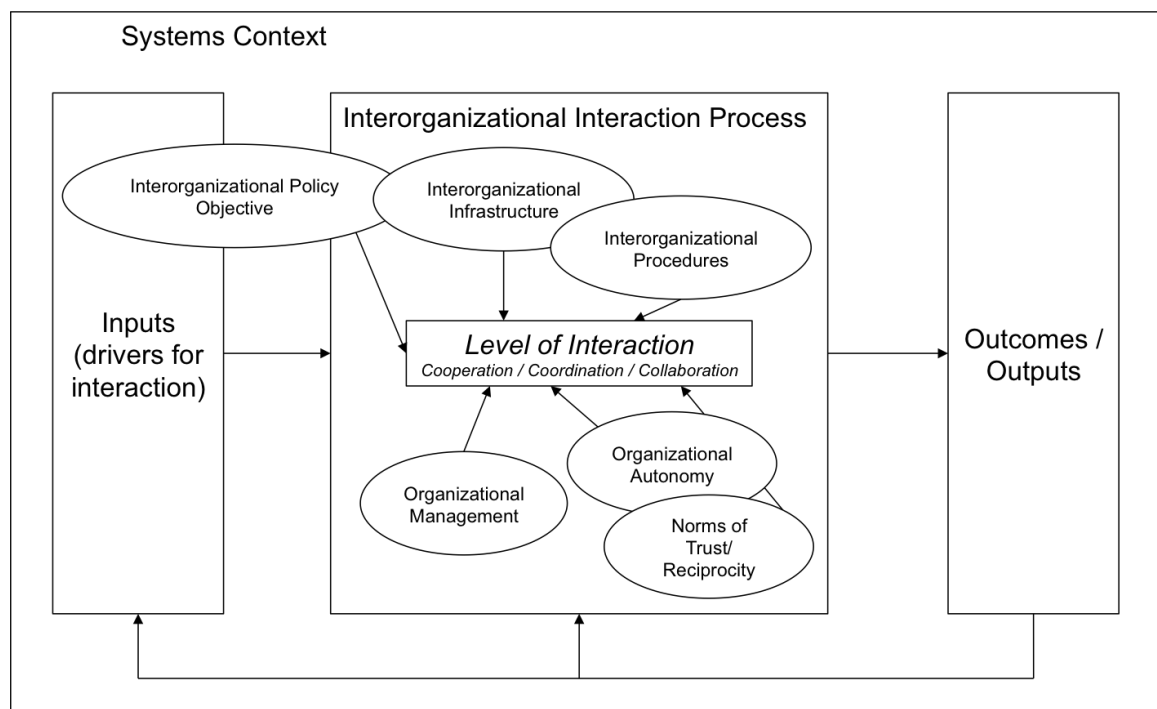 Systems Context
Interorganizational Interaction Process
Interorganizational Policy
Objective
Interorganizational
Infrastructure
Interorganizational
Procedures
Inputs
(drivers for
interaction)
Level of Interaction
Cooperation / Coordination / Collaboration
Outcomes /
Outputs
Organizational
Management
Organizational
Autonomy
Norms of
Trust/
Reciprocity